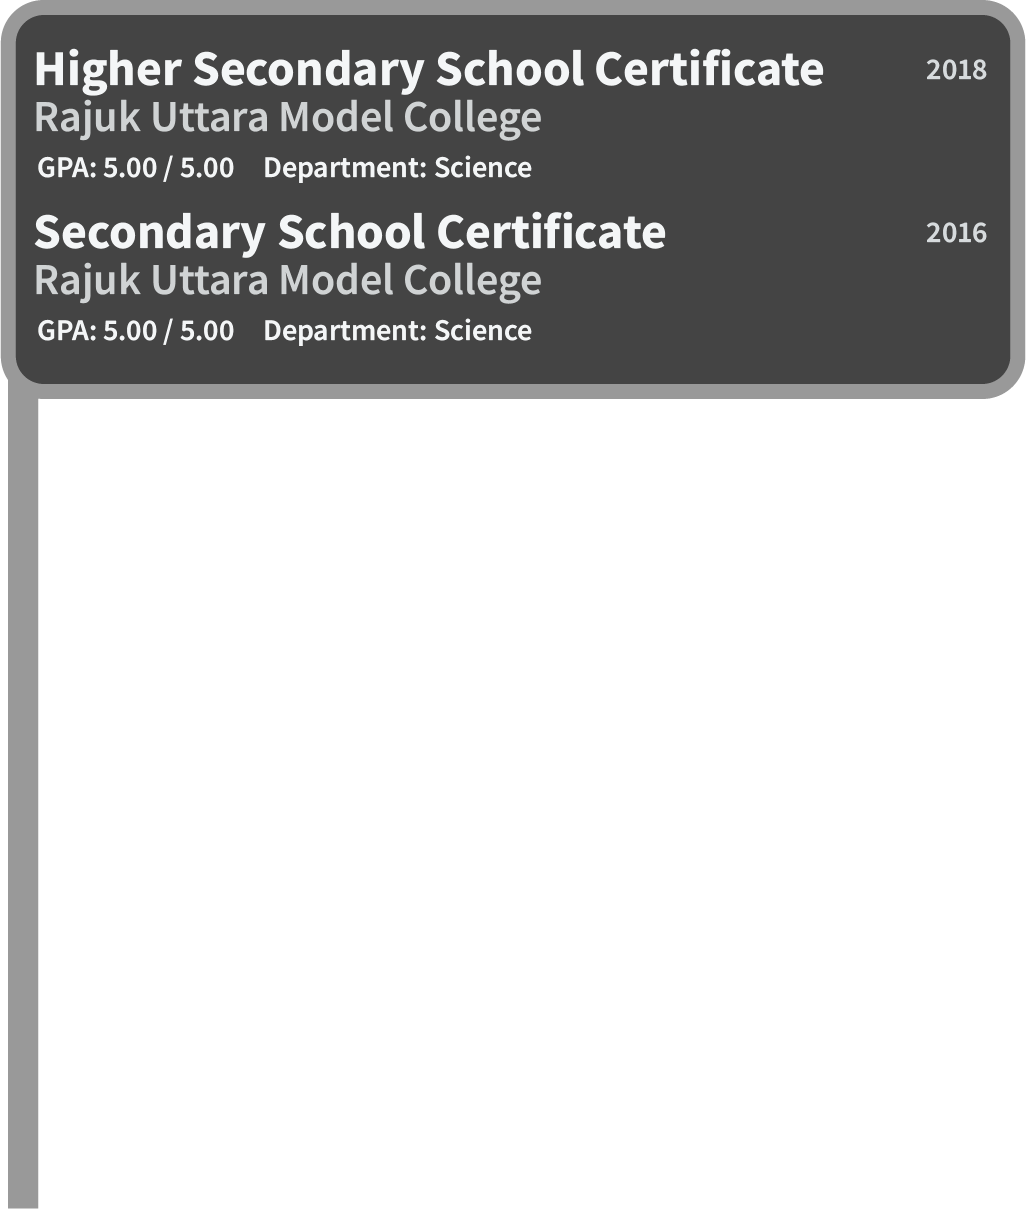 Higher Secondary School Certificate 2018
Rajuk Uttara Model College
GPA: 5.00 / 5.00 Department: Science
Secondary School Certificate 2016
Rajuk Uttara Model College
GPA: 5.00 / 5.00 Department: Science